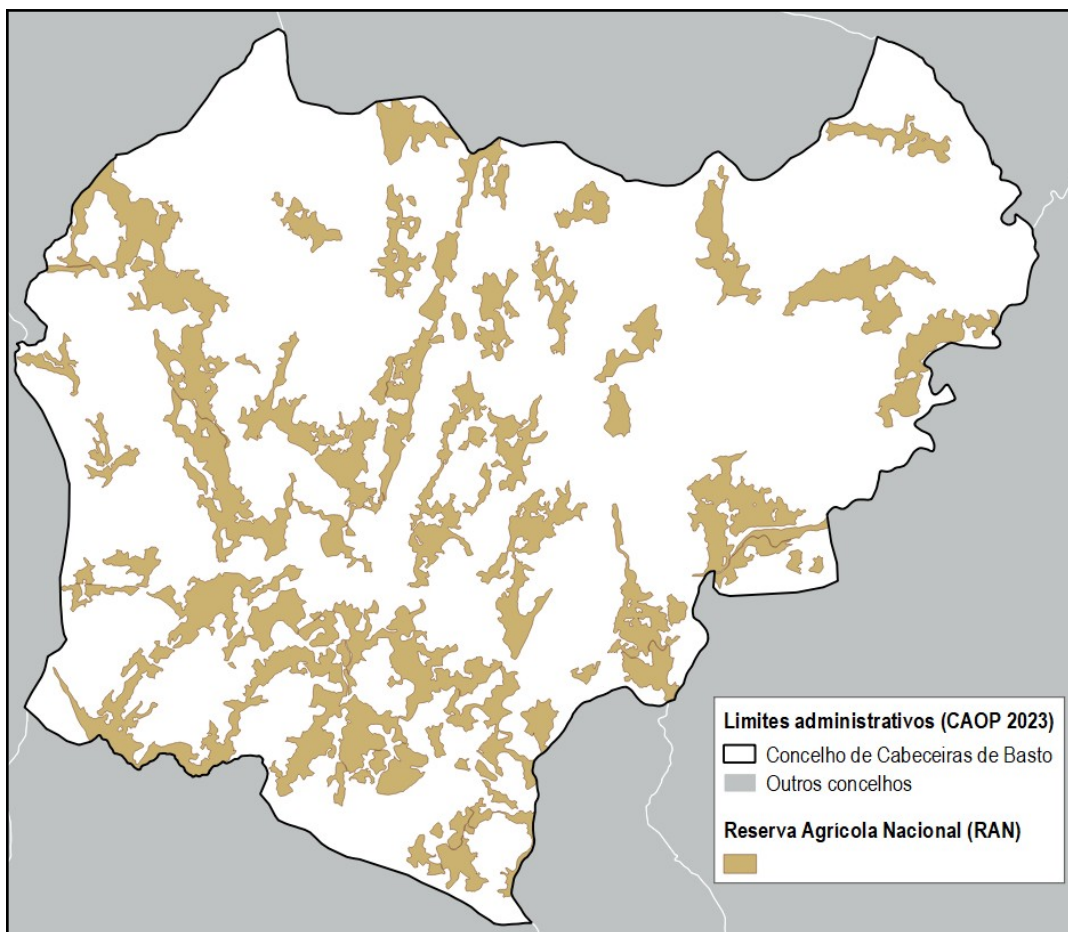 Limites administrativos (CAOP 2023)
Concelho de Cabeceiras de Basto
Outros concelhos
Reserva Agrícola Nacional (RAN)